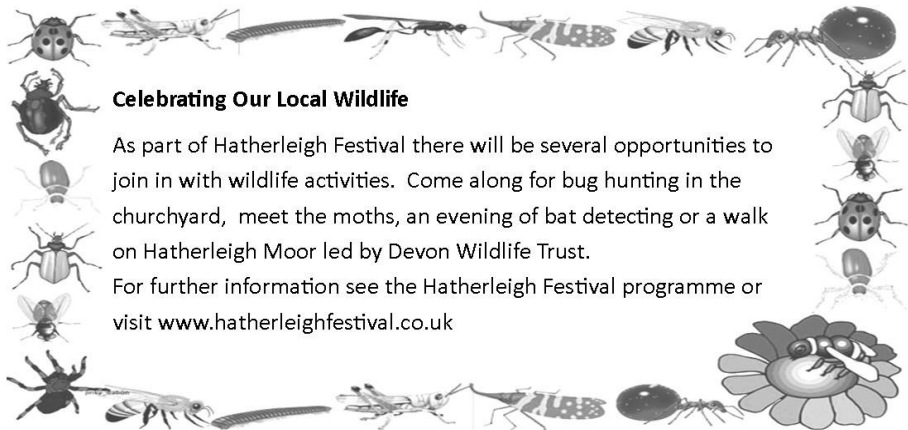 Celebrating Our Local Wildlife
As part of Hatherleigh Festival there will be several opportunities to
join in with wildlife activities.  Come along for bug hunting in the
churchyard,  meet the moths, an evening of bat detecting or a walk
on Hatherleigh Moor led by Devon Wildlife Trust.
For further information see the Hatherleigh Festival programme or
visit www.hatherleighfestival.co.uk